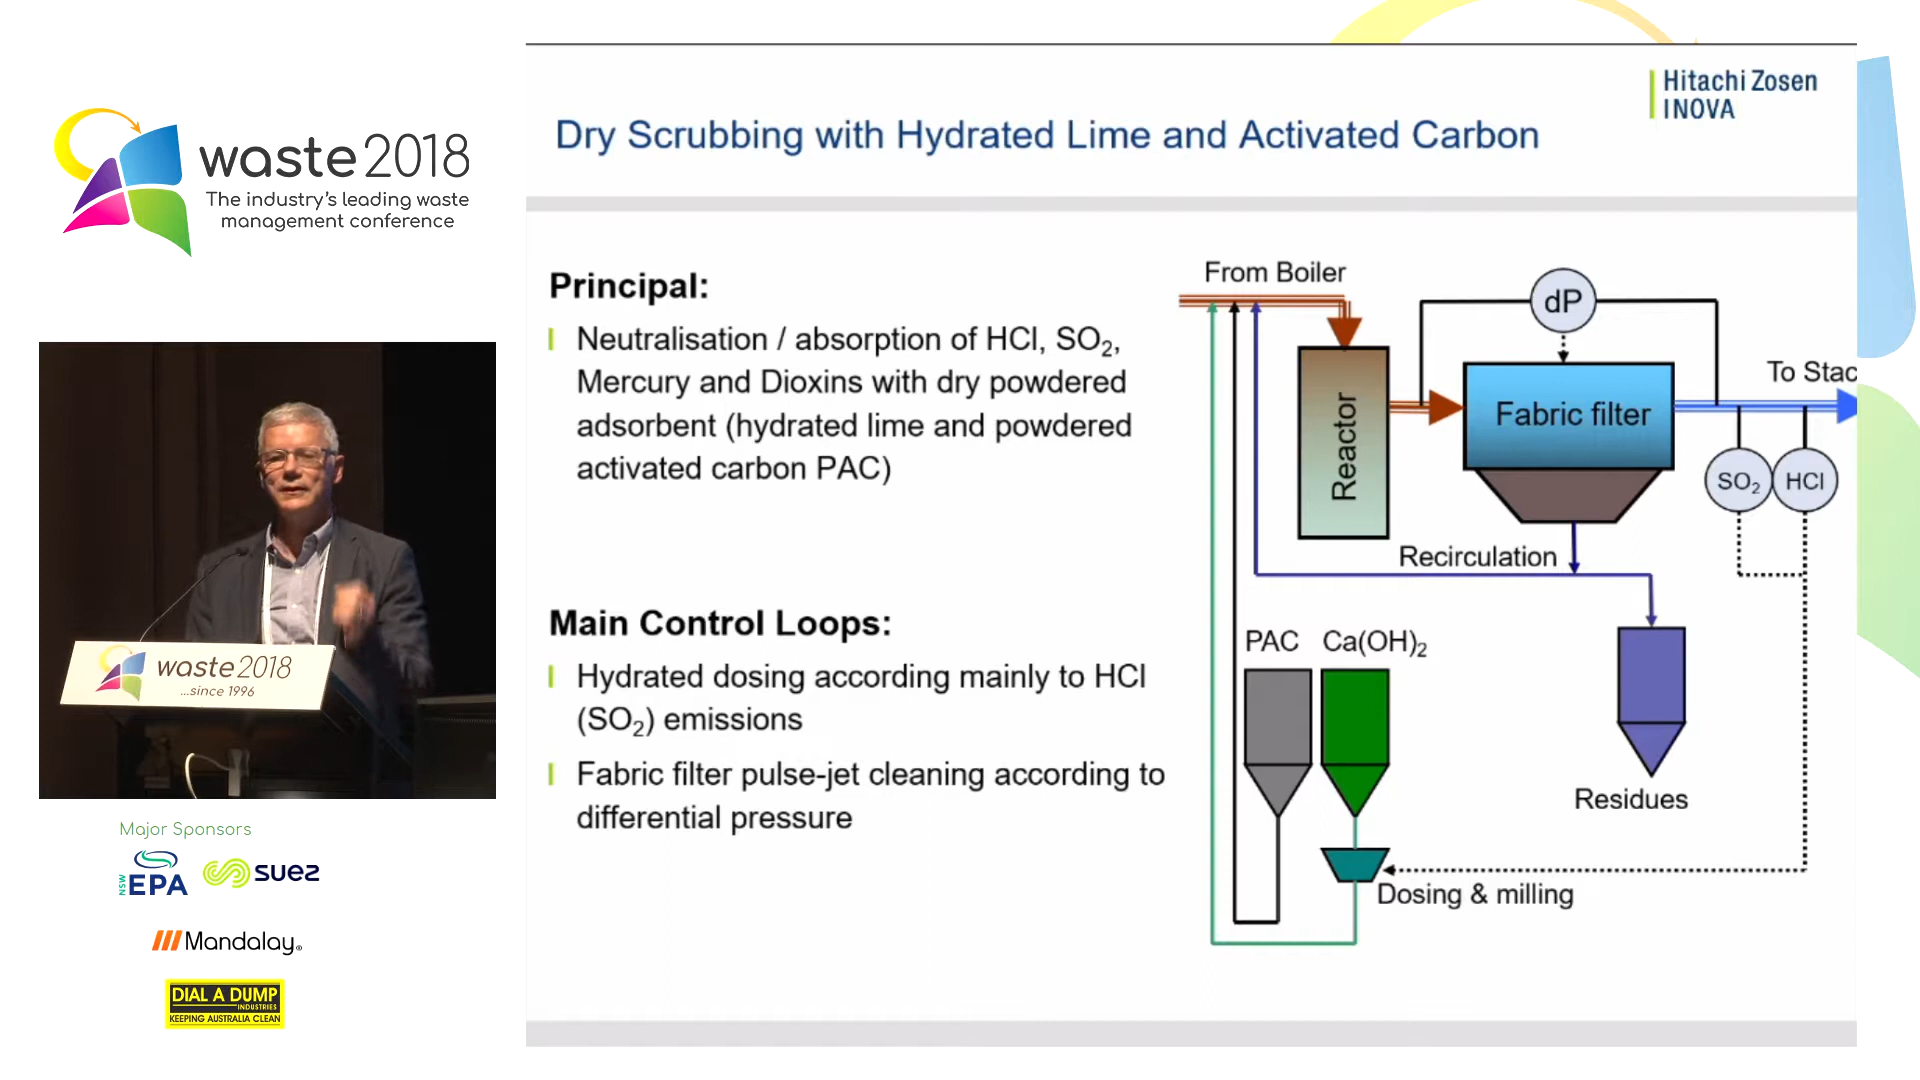 waste 2018
The industry's leading waste
management conference
waste 2018
...since 1996
Major Sponsors
NSW
EPA
suez
Mandalay®
DIAL A DUMP
INDUSTRIES
KEEPING AUSTRALIA CLEAN
Hitachi Zosen
INOVA
Dry Scrubbing with Hydrated Lime and Activated Carbon
Principal:
Neutralisation / absorption of HCl, SO₂,
Mercury and Dioxins with dry powdered
adsorbent (hydrated lime and powdered
activated carbon PAC)
Main Control Loops:
Hydrated dosing according mainly to HCl
(SO₂) emissions
Fabric filter pulse-jet cleaning according to
differential pressure
From Boiler
dP
To Stac
Reactor
Fabric filter
SO₂
HCl
Recirculation
PAC
Ca(OH)₂
Residues
Dosing & milling